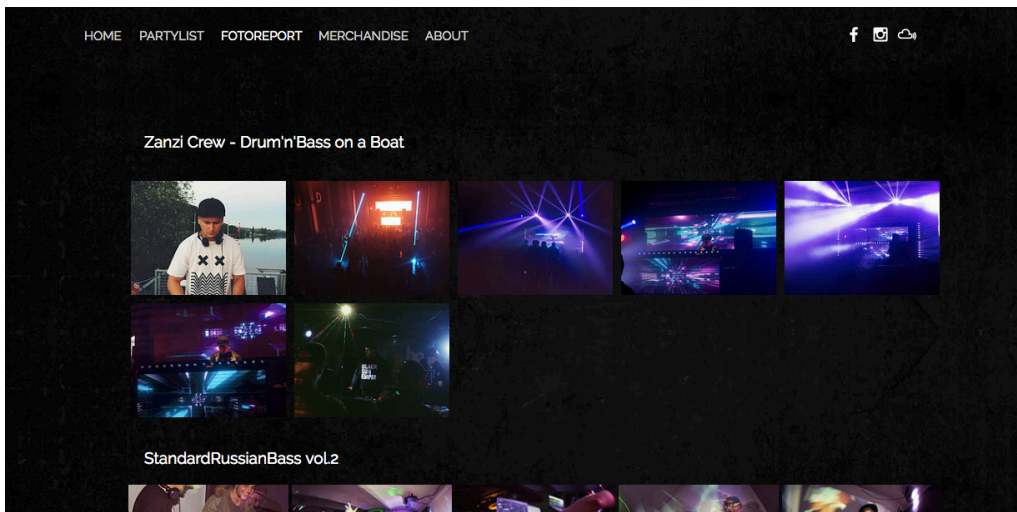 HOME PARTYLIST FOTOREPORT MERCHANDISE ABOUT
Zanzi Crew - Drum'n'Bass on a Boat
StandardRussianBass vol.2